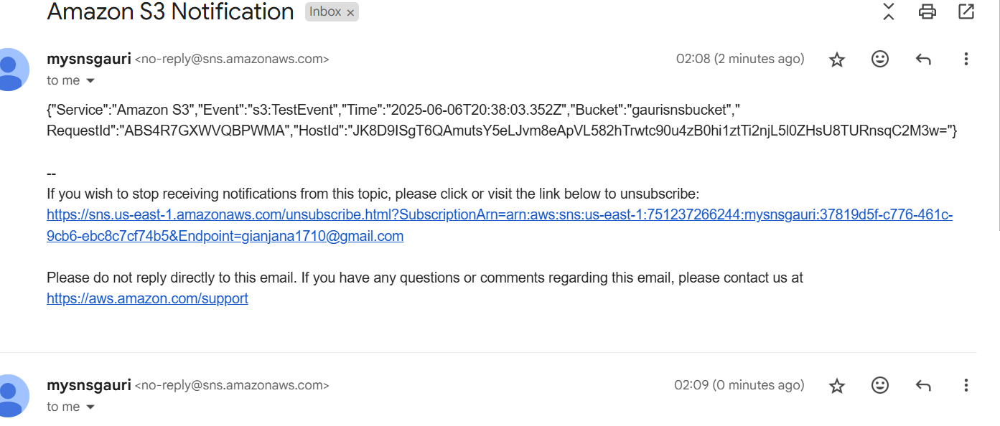 Amazon S3 Notification Inbox ×
mysnsgauri <no-reply@sns.amazonaws.com> 02:08 (2 minutes ago)
to me
{"Service":"Amazon S3","Event":"s3:TestEvent","Time":"2025-06-06T20:38:03.352Z","Bucket":"gaurisnsbucket","
RequestId":"ABS4R7GXWVQBPWMA","HostId":"JK8D9ISgT6QAmutsY5eLJvm8eApVL582hTrwtc90u4zB0hi1ztTi2njL5l0ZHsU8TURnsqC2M3w="}
--
If you wish to stop receiving notifications from this topic, please click or visit the link below to unsubscribe:
https://sns.us-east-1.amazonaws.com/unsubscribe.html?SubscriptionArn=arn:aws:sns:us-east-1:751237266244:mysnsgauri:37819d5f-c776-461c-
9cb6-ebc8c7cf74b5&Endpoint=gianjana1710@gmail.com
Please do not reply directly to this email. If you have any questions or comments regarding this email, please contact us at
https://aws.amazon.com/support
mysnsgauri <no-reply@sns.amazonaws.com> 02:09 (0 minutes ago)
to me